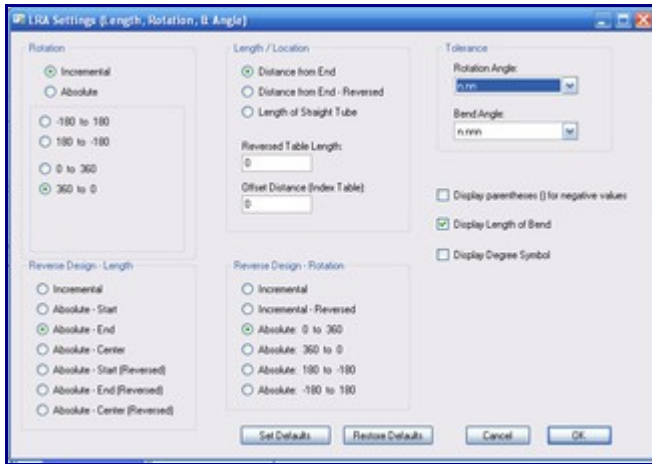 LRA Settings (Length, Rotation, & Angle)
Rotation
Incremental
Absolute
-180 to 180
180 to -180
0 to 360
360 to 0
Length / Location
Distance from End
Distance from End - Reversed
Length of Straight Tube
Reversed Table Length:
0
Offset Distance (Index Table):
0
Tolerance
Rotation Angle:
n.nn
Bend Angle:
n.nnn
Display parentheses () for negative values
Display Length of Bend
Display Degree Symbol
Reverse Design - Length
Incremental
Absolute - Start
Absolute - End
Absolute - Center
Absolute - Start (Reversed)
Absolute - End (Reversed)
Absolute - Center (Reversed)
Reverse Design - Rotation
Incremental
Incremental - Reversed
Absolute: 0 to 360
Absolute: 360 to 0
Absolute: 180 to -180
Absolute: -180 to 180
Set Defaults
Restore Defaults
Cancel
OK